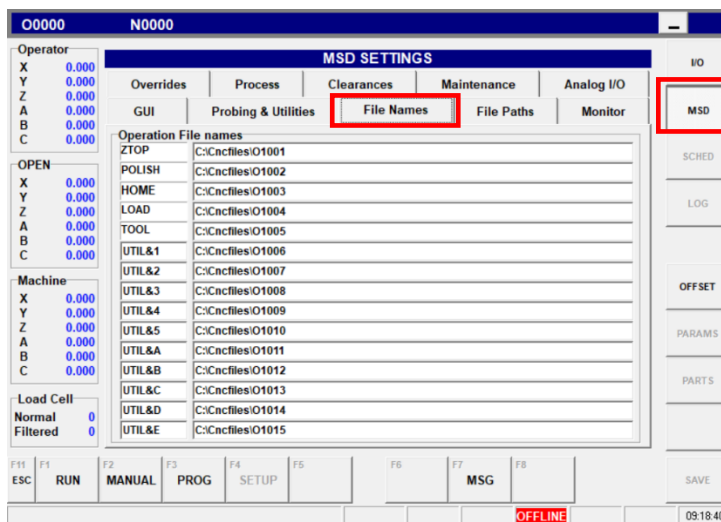 O0000 N0000
Operator
X 0.000
Y 0.000
Z 0.000
A 0.000
B 0.000
C 0.000
OPEN
X 0.000
Y 0.000
Z 0.000
A 0.000
B 0.000
C 0.000
Machine
X 0.000
Y 0.000
Z 0.000
A 0.000
B 0.000
C 0.000
Load Cell
Normal 0
Filtered 0
MSD SETTINGS
Overrides Process Clearances Maintenance Analog I/O
GUI Probing & Utilities File Names File Paths Monitor
Operation File names
ZTOP C:\Cncfiles\O1001
POLISH C:\Cncfiles\O1002
HOME C:\Cncfiles\O1003
LOAD C:\Cncfiles\O1004
TOOL C:\Cncfiles\O1005
UTIL&1 C:\Cncfiles\O1006
UTIL&2 C:\Cncfiles\O1007
UTIL&3 C:\Cncfiles\O1008
UTIL&4 C:\Cncfiles\O1009
UTIL&5 C:\Cncfiles\O1010
UTIL&A C:\Cncfiles\O1011
UTIL&B C:\Cncfiles\O1012
UTIL&C C:\Cncfiles\O1013
UTIL&D C:\Cncfiles\O1014
UTIL&E C:\Cncfiles\O1015
I/O
MSD
SCHED
LOG
OFFSET
PARAMS
PARTS
SAVE
F11 F1 F2 F3 F4 F5 F6 F7 F8
ESC RUN MANUAL PROG SETUP MSG
OFFLINE 09:18:40